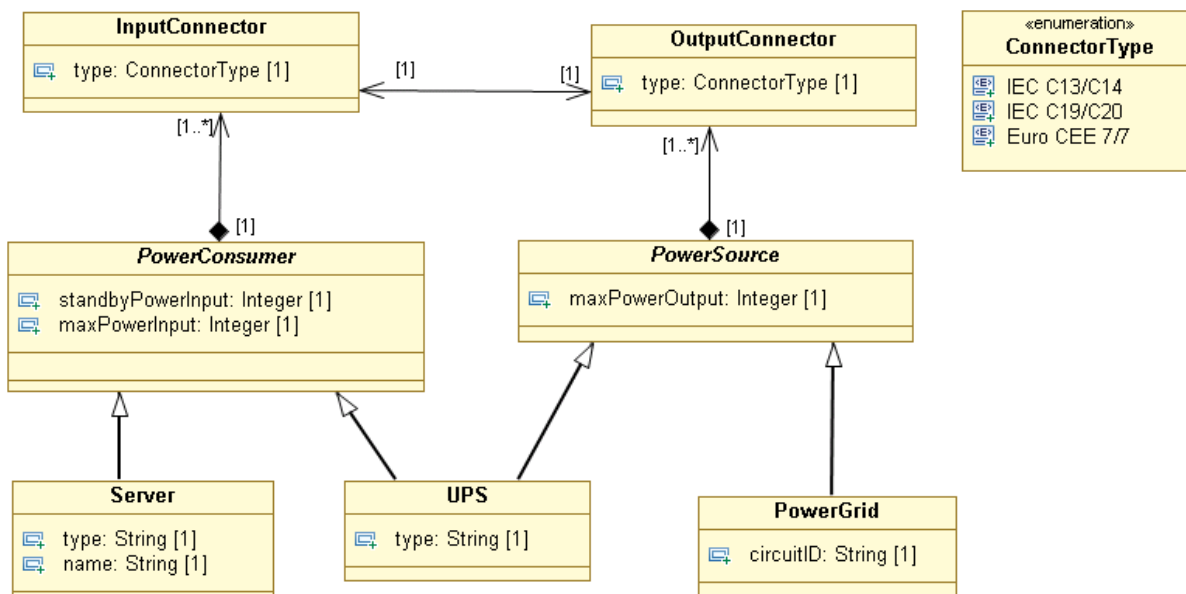 InputConnector
type: ConnectorType [1]
[1]
[1]
OutputConnector
type: ConnectorType [1]
«enumeration»
ConnectorType
IEC C13/C14
IEC C19/C20
Euro CEE 7/7
[1..*]
[1..*]
[1]
[1]
PowerConsumer
standbyPowerInput: Integer [1]
maxPowerInput: Integer [1]
PowerSource
maxPowerOutput: Integer [1]
Server
type: String [1]
name: String [1]
UPS
type: String [1]
PowerGrid
circuitID: String [1]